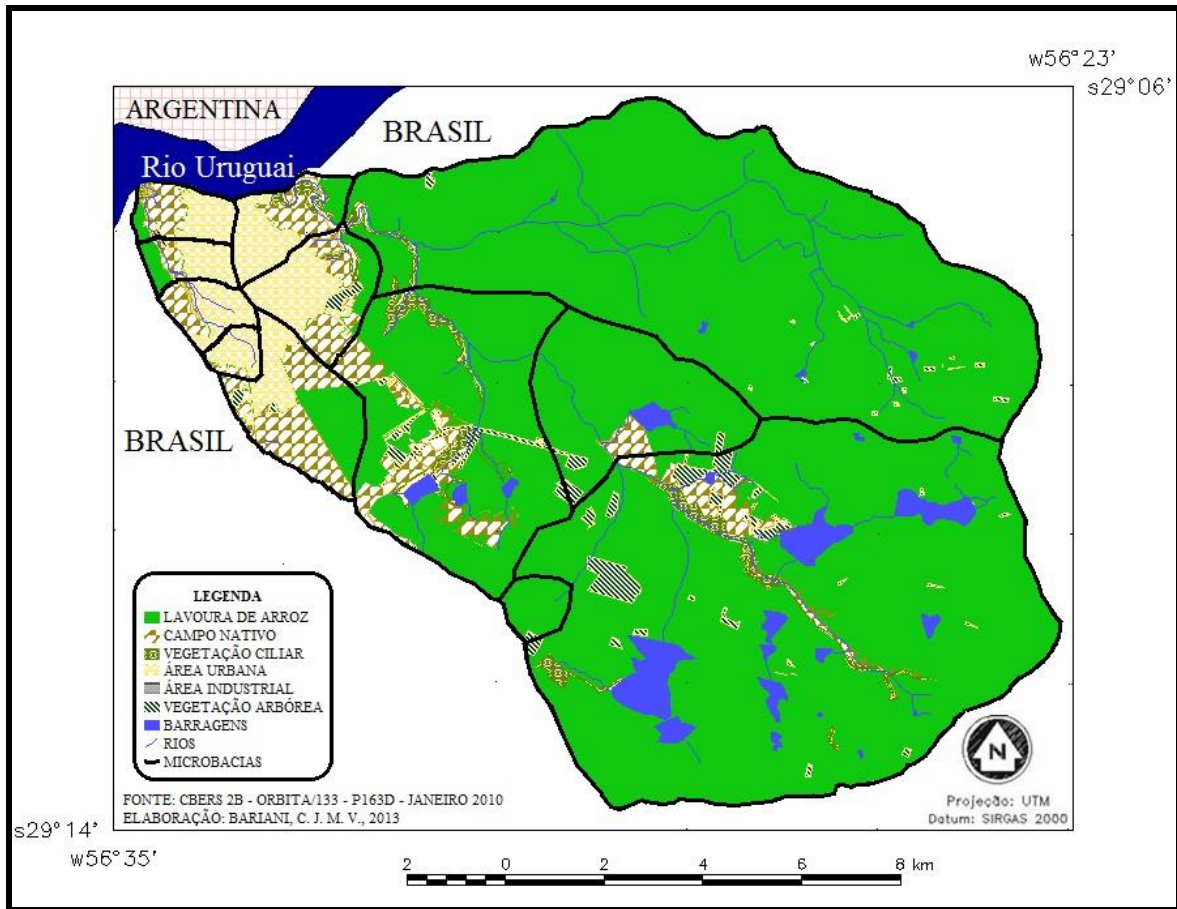 w56°23'
s29°06'
ARGENTINA
BRASIL
Rio Uruguai
BRASIL
LEGENDA
LAVOURA DE ARROZ
CAMPO NATIVO
VEGETAÇÃO CILIAR
ÁREA URBANA
ÁREA INDUSTRIAL
VEGETAÇÃO ARBÓREA
BARRAGENS
RIOS
MICROBACIAS
N
FONTE: CBERS 2B - ORBITA/133 - P163D - JANEIRO 2010
ELABORAÇÃO: BARIANI, C. J. M. V., 2013
Projeção: UTM
Datum: SIRGAS 2000
s29°14'
w56°35'
2 0 2 4 6 8 km